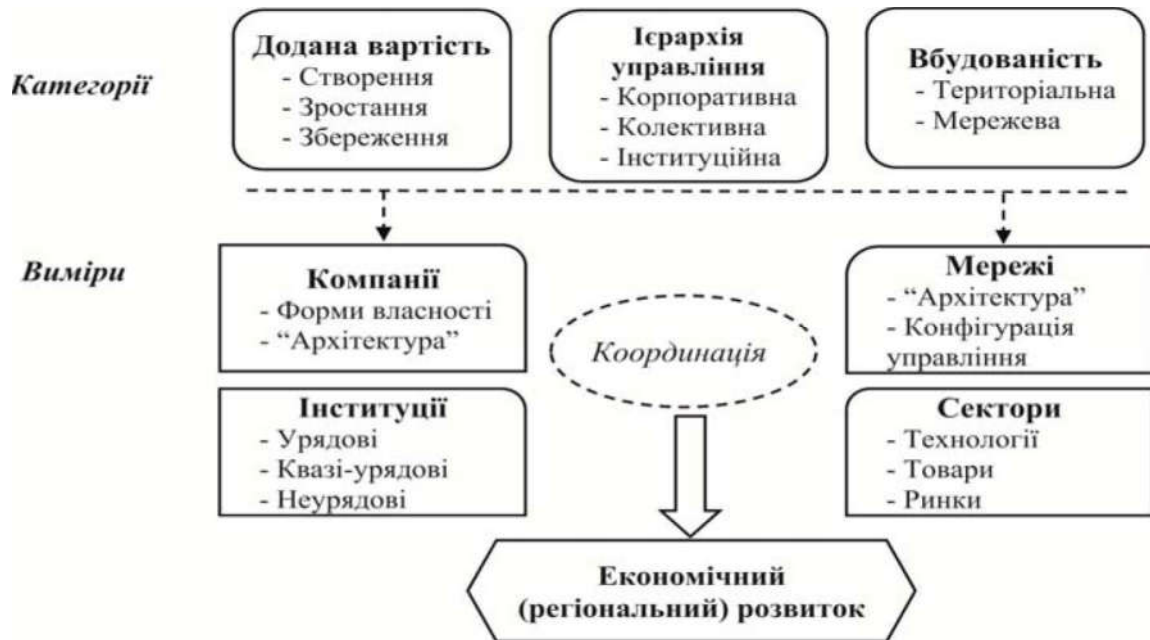 Категорії
Додана вартість
- Створення
- Зростання
- Збереження
Ієрархія
управління
- Корпоративна
- Колективна
- Інституційна
Вбудованість
- Територіальна
- Мережева
Виміри
Компанії
- Форми власності
- “Архітектура”
Мережі
- “Архітектура”
- Конфігурація
управління
Координація
Інституції
- Урядові
- Квазі-урядові
- Неурядові
Сектори
- Технології
- Товари
- Ринки
Економічний
(регіональний) розвиток